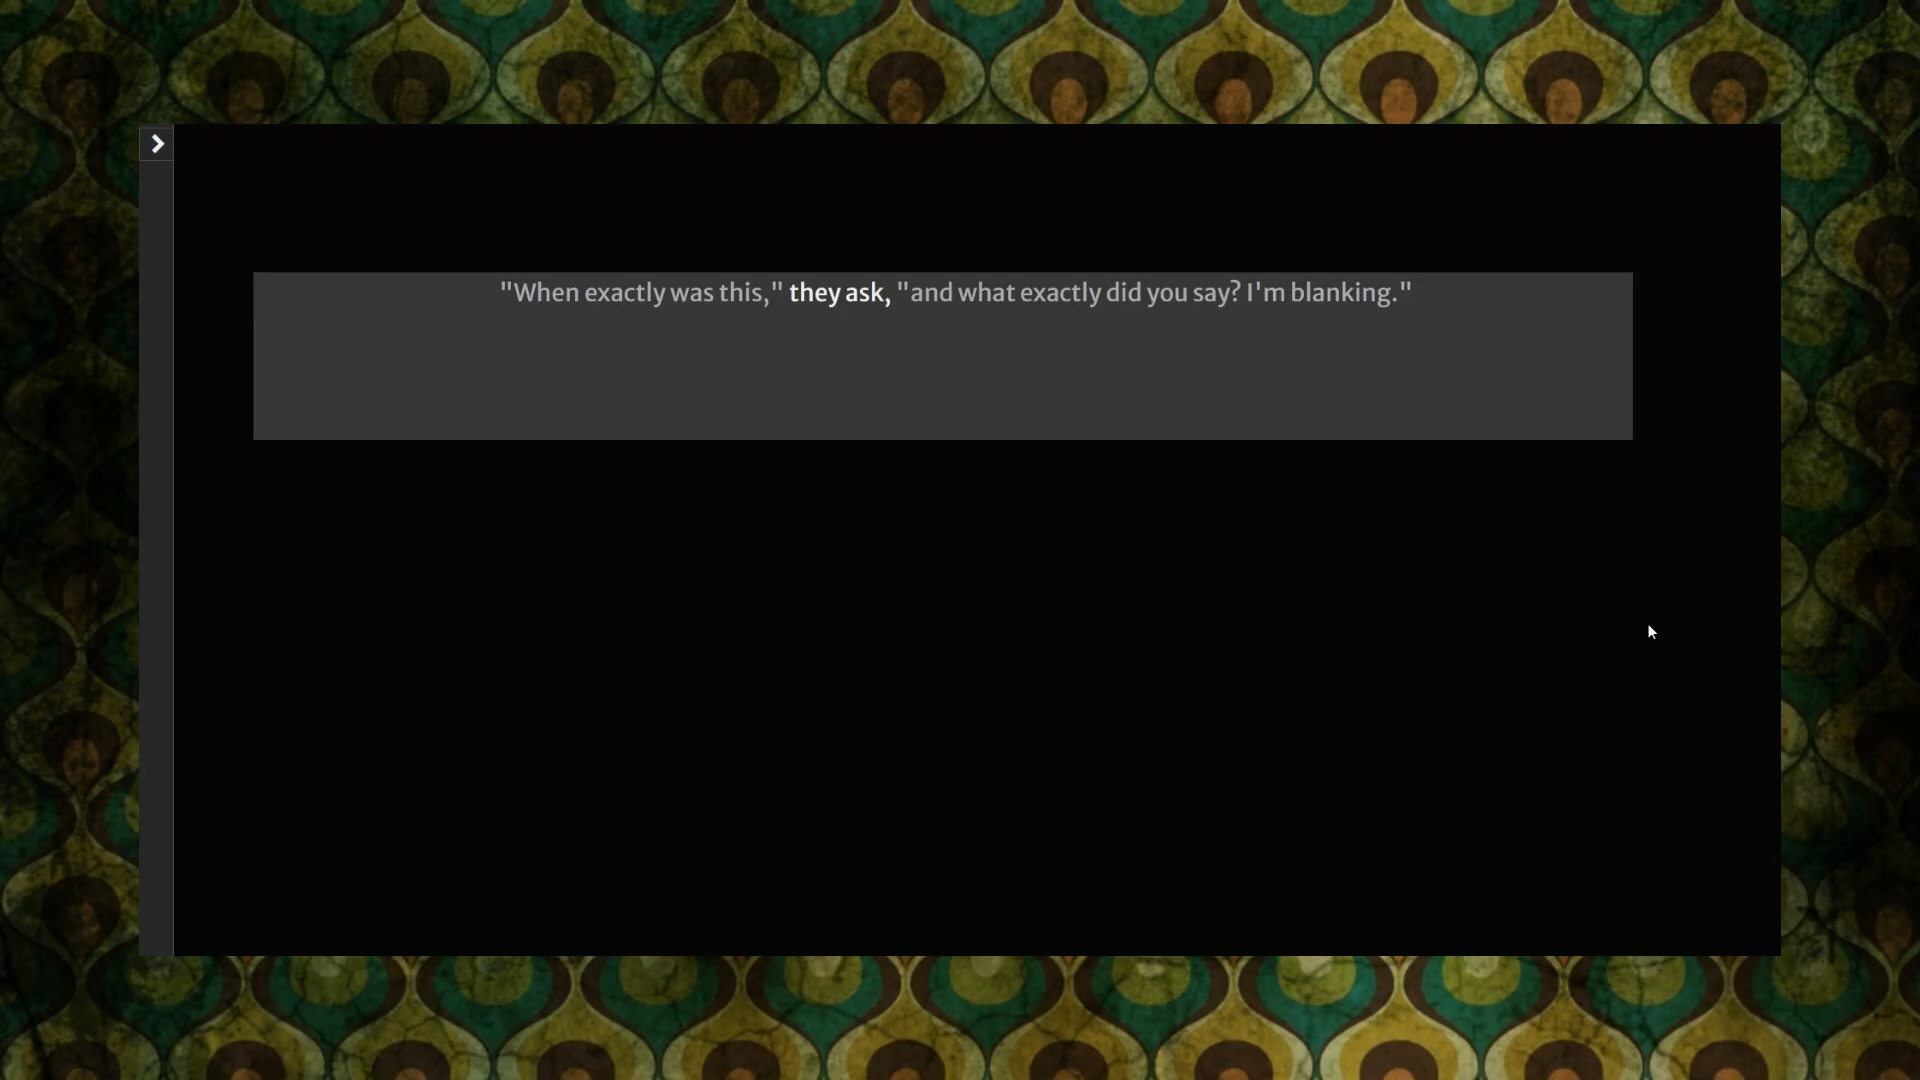 "When exactly was this," they ask, "and what exactly did you say? I'm blanking."